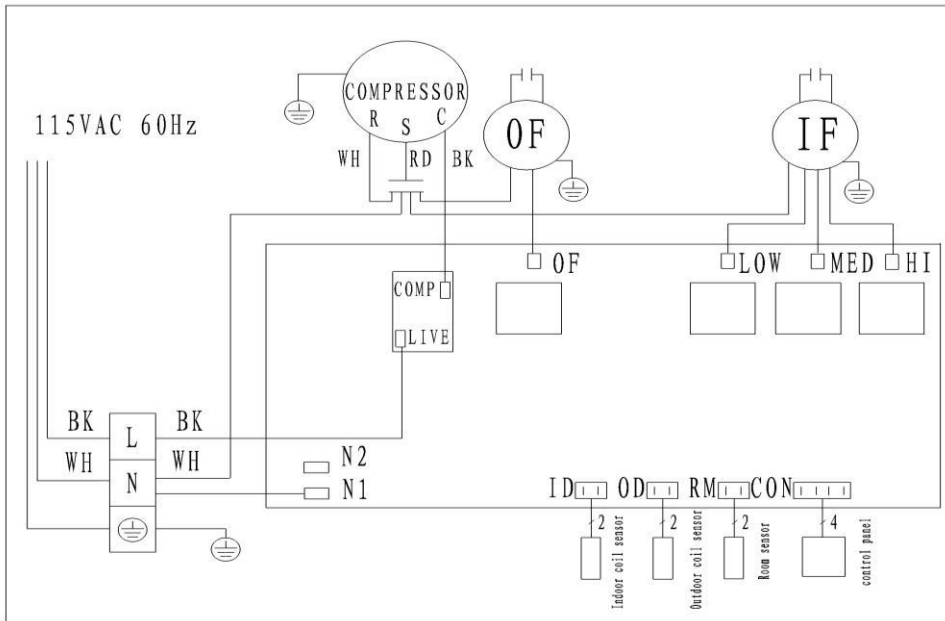 115VAC 60Hz
COMPRESSOR
R S C
WH RD BK
OF
IF
OF
LOW
MED
HI
COMP
LIVE
BK L BK
WH N WH
N2
N1
ID OD RM CON
2 2 2 4
Indoor coil sensor
Outdoor coil sensor
Room sensor
control panel